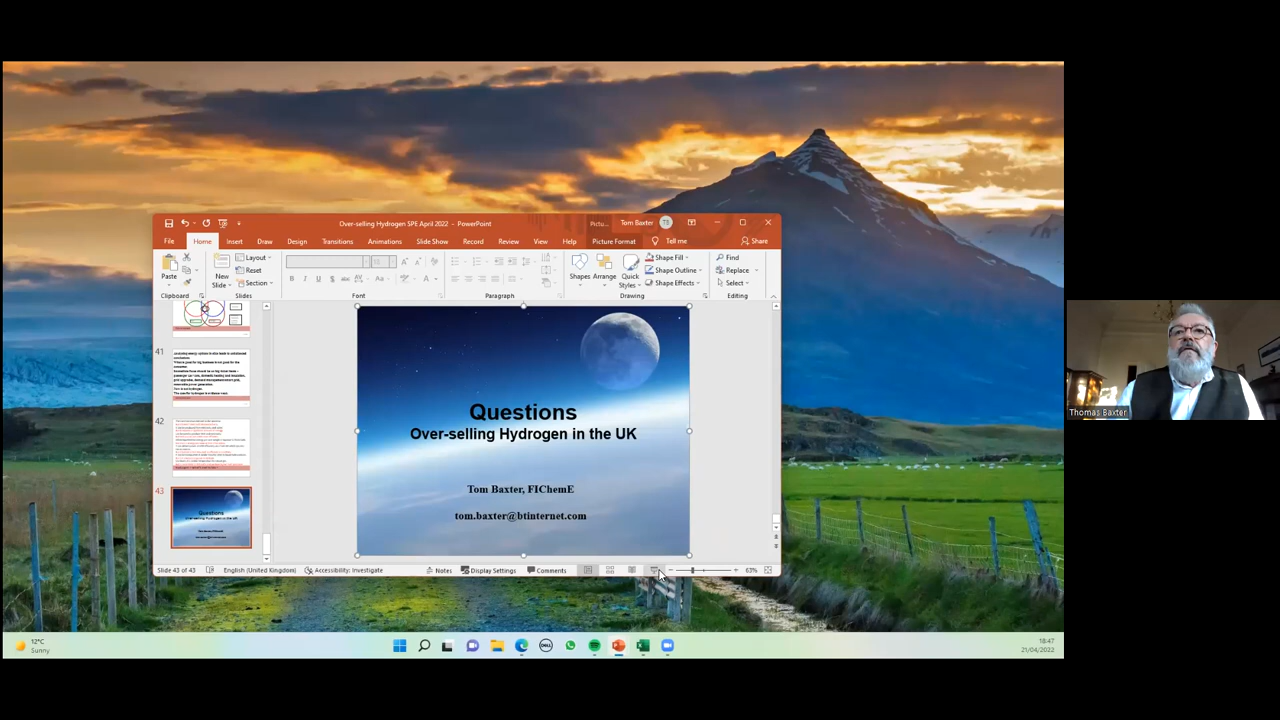 Over-selling Hydrogen SPE April 2022 - PowerPoint
Pictu...
Tom Baxter
TB
File
Home
Insert
Draw
Design
Transitions
Animations
Slide Show
Record
Review
View
Help
Picture Format
Tell me
Share
Paste
New
Slide
Layout
Reset
Section
Shapes
Arrange
Quick
Styles
Shape Fill
Shape Outline
Shape Effects
Find
Replace
Select
Clipboard
Slides
Font
Paragraph
Drawing
Editing
41
42
43
Questions
Over-selling Hydrogen in the UK
Tom Baxter, FIChemE
tom.baxter@btinternet.com
Slide 43 of 43
English (United Kingdom)
Accessibility: Investigate
Notes
Display Settings
Comments
63%
Thomas Baxter
12°C
Sunny
DELL
18:47
21/04/2022